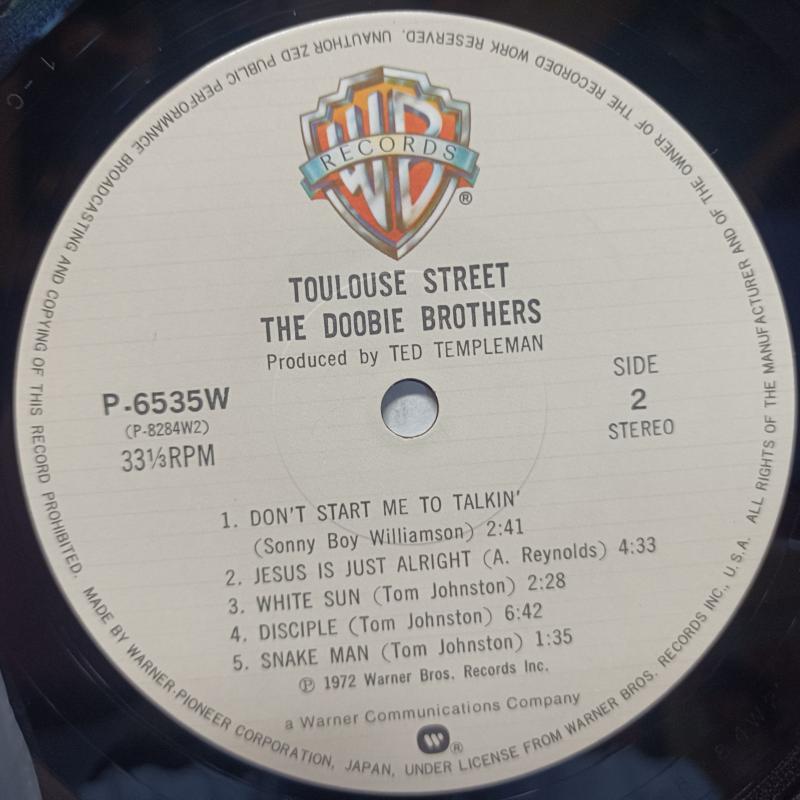 WB
RECORDS
®
TOULOUSE STREET
THE DOOBIE BROTHERS
Produced by TED TEMPLEMAN
P-6535W
(P-8284W2)
33⅓RPM
SIDE
2
STEREO
1. DON'T START ME TO TALKIN'
(Sonny Boy Williamson) 2:41
2. JESUS IS JUST ALRIGHT (A. Reynolds) 4:33
3. WHITE SUN (Tom Johnston) 2:28
4. DISCIPLE (Tom Johnston) 6:42
5. SNAKE MAN (Tom Johnston) 1:35
℗ 1972 Warner Bros. Records Inc.
a Warner Communications Company
®
MADE BY WARNER-PIONEER CORPORATION, JAPAN, UNDER LICENSE FROM WARNER BROS. RECORDS INC., U.S.A. ALL RIGHTS OF THE MANUFACTURER AND OF THE OWNER OF THE RECORDED WORK RESERVED. UNAUTHORIZED PUBLIC PERFORMANCE BROADCASTING AND COPYING OF THIS RECORD PROHIBITED.